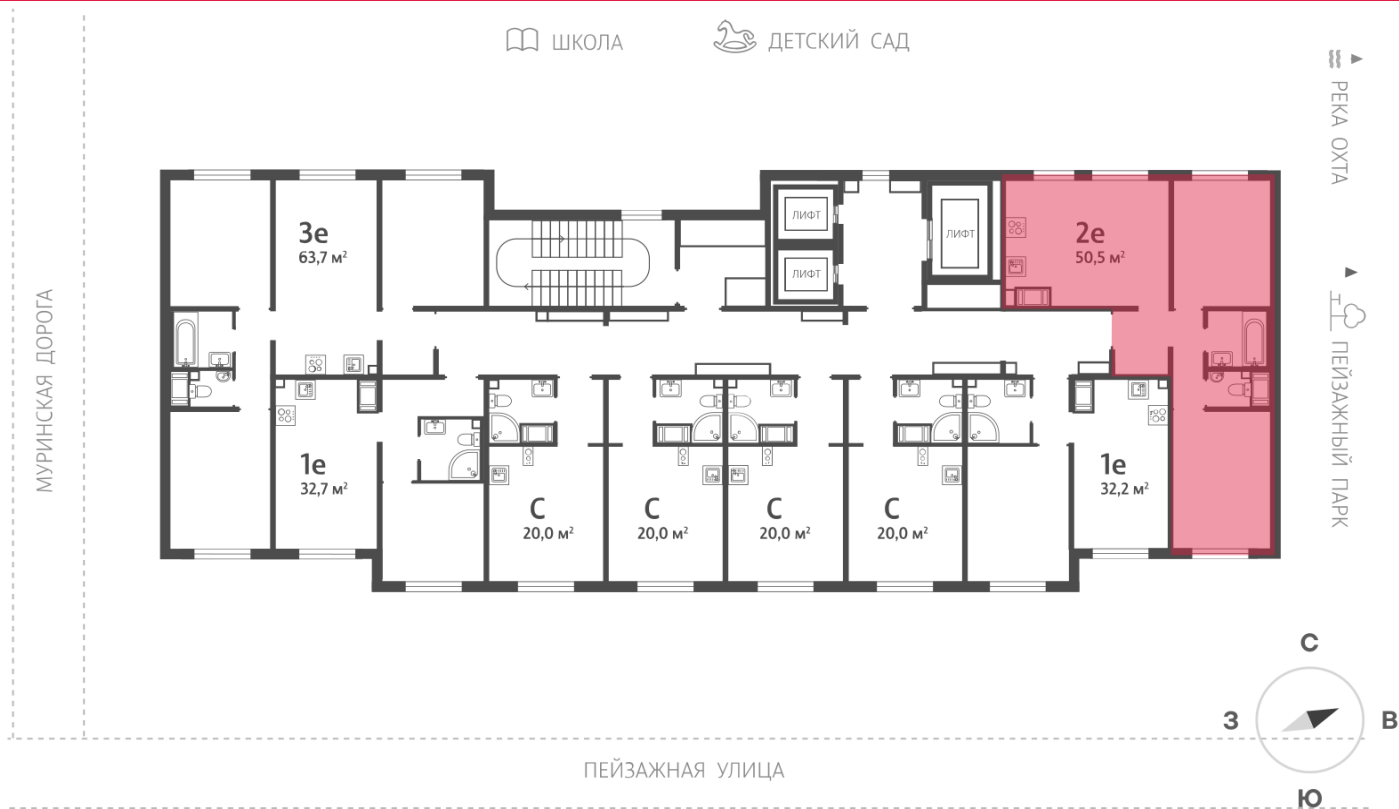 ШКОЛА
ДЕТСКИЙ САД
РЕКА ОХТА
ПЕЙЗАЖНЫЙ ПАРК
МУРИНСКАЯ ДОРОГА
3е
63,7 м²
ЛИФТ
ЛИФТ
ЛИФТ
2е
50,5 м²
1е
32,7 м²
С
20,0 м²
С
20,0 м²
С
20,0 м²
С
20,0 м²
1е
32,2 м²
С
З
В
Ю
ПЕЙЗАЖНАЯ УЛИЦА